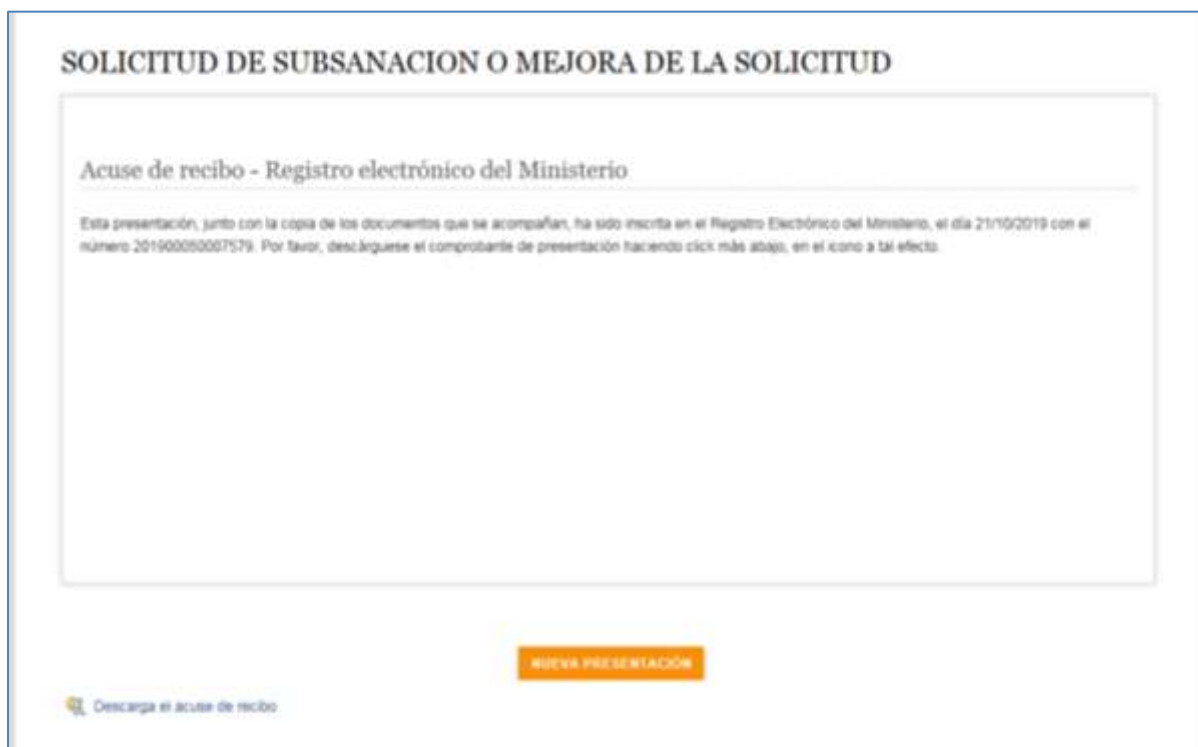 SOLICITUD DE SUBSANACION O MEJORA DE LA SOLICITUD
Acuse de recibo - Registro electrónico del Ministerio
Esta presentación, junto con la copia de los documentos que se acompañan, ha sido inscrita en el Registro Electrónico del Ministerio, el día 21/10/2019 con el
número 201900050007579. Por favor, descárguese el comprobante de presentación haciendo click más abajo, en el icono a tal efecto.
NUEVA PRESENTACIÓN
Descarga el acuse de recibo